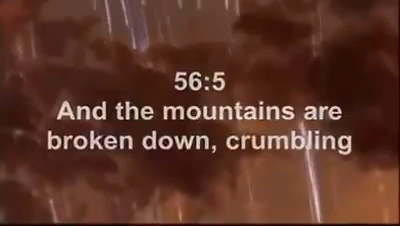 56:5
And the mountains are
broken down, crumbling